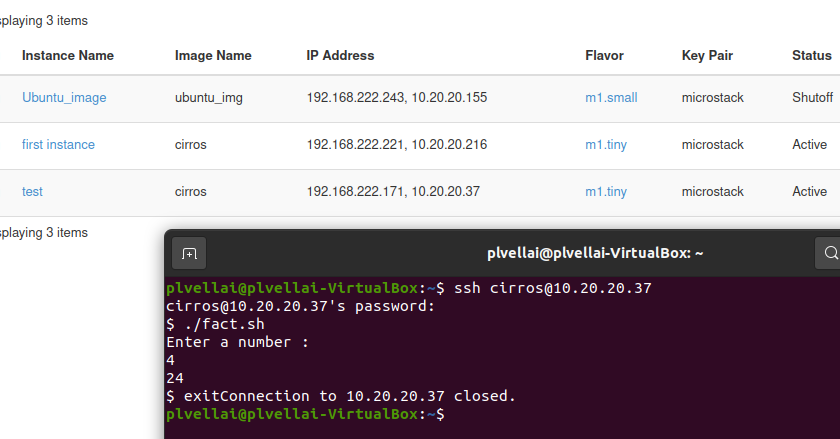 splaying 3 items
Instance Name Image Name IP Address Flavor Key Pair Status
Ubuntu_image ubuntu_img 192.168.222.243, 10.20.20.155 m1.small microstack Shutoff
first instance cirros 192.168.222.221, 10.20.20.216 m1.tiny microstack Active
test cirros 192.168.222.171, 10.20.20.37 m1.tiny microstack Active
splaying 3 items
plvellai@plvellai-VirtualBox: ~
plvellai@plvellai-VirtualBox:~$ ssh cirros@10.20.20.37
cirros@10.20.20.37's password:
$ ./fact.sh
Enter a number :
4
24
$ exitConnection to 10.20.20.37 closed.
plvellai@plvellai-VirtualBox:~$